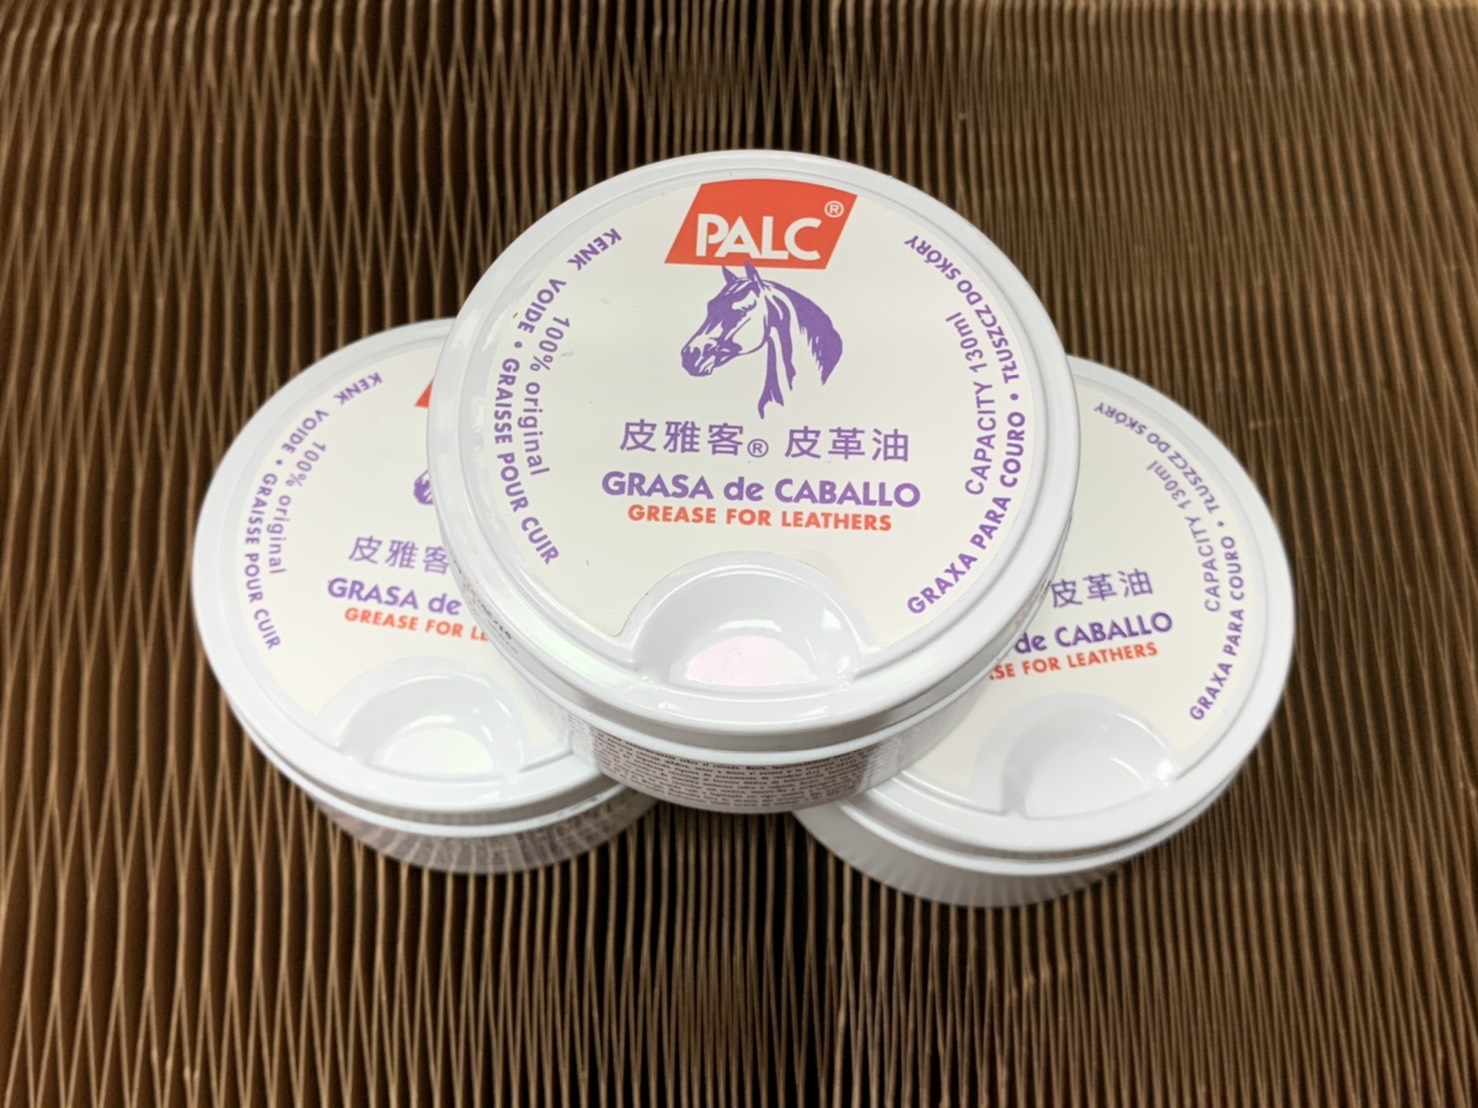 PALC®
KENK VOIDE • GRAISSE POUR CUIR
100% original
CAPACITY 130ml
GRAXA PARA COURO • TŁUSZCZ DO SKÓRY
皮雅客® 皮革油
GRASA de CABALLO
GREASE FOR LEATHERS
KENK VOIDE • GRAISSE POUR CUIR
100% original
皮雅客
GRASA de
GREASE FOR
CAPACITY 130ml
GRAXA PARA COURO • TŁUSZCZ DO SKÓRY
皮革油
de CABALLO
FOR LEATHERS